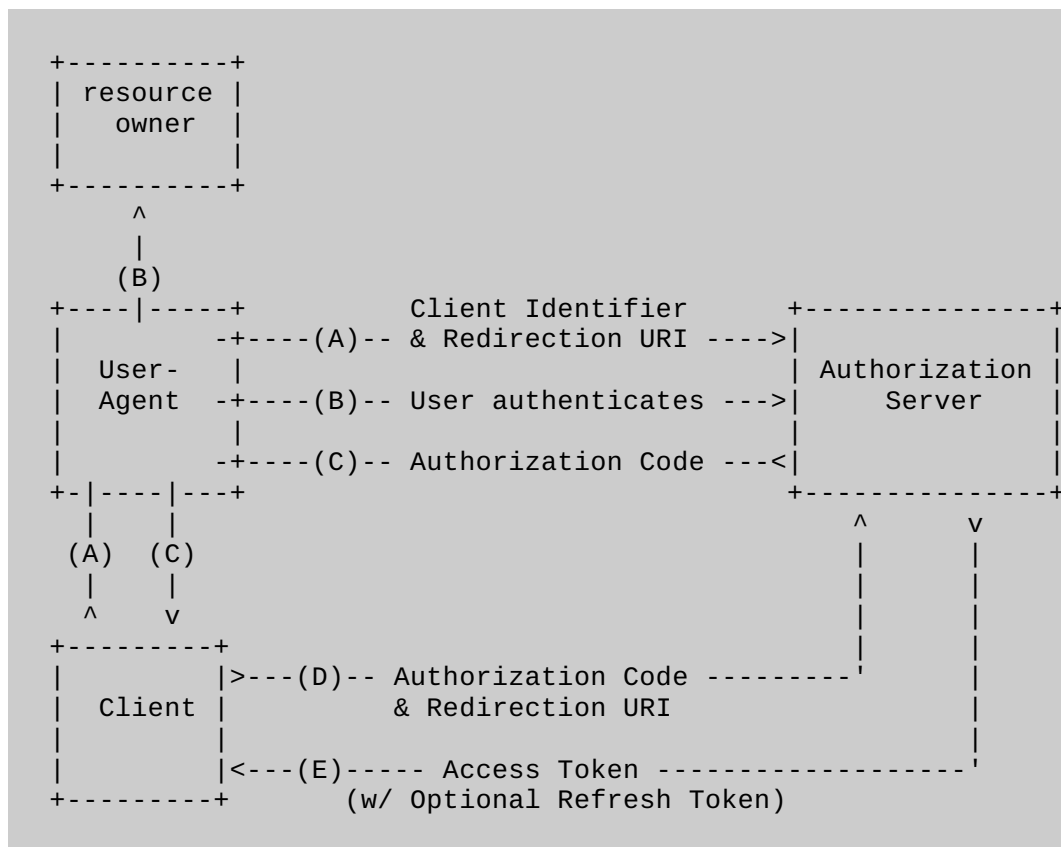 +----------+
| resource |
|   owner  |
|          |
+----------+
     ^
     |
    (B)
+----|-----+          Client Identifier      +---------------+
|         -+----(A)-- & Redirection URI ---->|               |
|  User-   |                                 | Authorization |
|  Agent  -+----(B)-- User authenticates --->|     Server    |
|          |                                 |               |
|         -+----(C)-- Authorization Code ---<|               |
+-|----|---+                                 +---------------+
  |    |                                         ^      v
 (A)  (C)                                        |      |
  |    |                                         |      |
  ^    v                                         |      |
+---------+                                      |      |
|         |>---(D)-- Authorization Code ---------'      |
|  Client |          & Redirection URI                  |
|         |                                             |
|         |<---(E)----- Access Token -------------------'
+---------+       (w/ Optional Refresh Token)